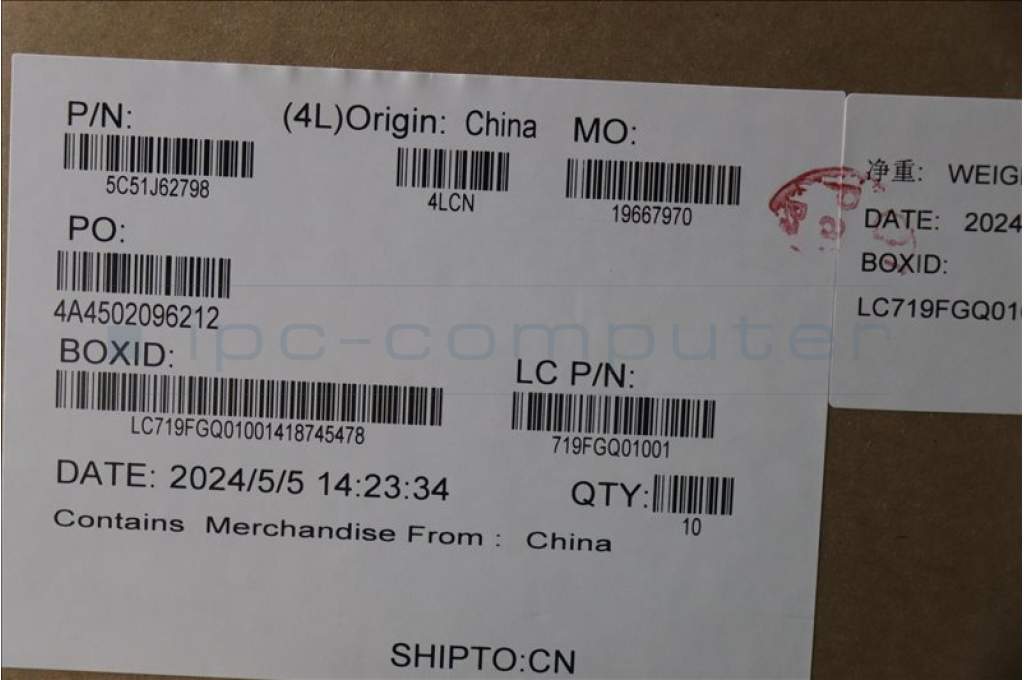 P/N: (4L)Origin: China MO:
5C51J62798 4LCN 19667970
PO:
4A4502096212
BOXID: LC P/N:
LC719FGQ01001418745478 719FGQ01001
DATE: 2024/5/5 14:23:34 QTY:
10
Contains Merchandise From : China
SHIPTO:CN
净重: WEIG
DATE: 2024
BOXID:
LC719FGQ01
ipc-computer